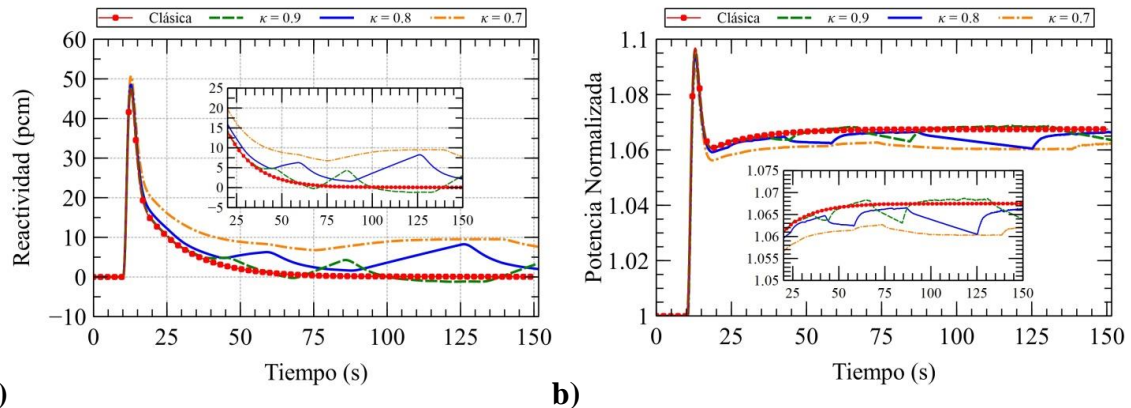 Clásica κ = 0.9 κ = 0.8 κ = 0.7
60
50
40
30
20
10
0
−10
Reactividad (pcm)
25
20
15
10
5
0
−5
25 50 75 100 125 150
0 25 50 75 100 125 150
Tiempo (s)
)
Clásica κ = 0.9 κ = 0.8 κ = 0.7
1.1
1.08
1.06
1.04
1.02
1
Potencia Normalizada
1.075
1.07
1.065
1.06
1.055
1.05
25 50 75 100 125 150
0 25 50 75 100 125 150
Tiempo (s)
b)